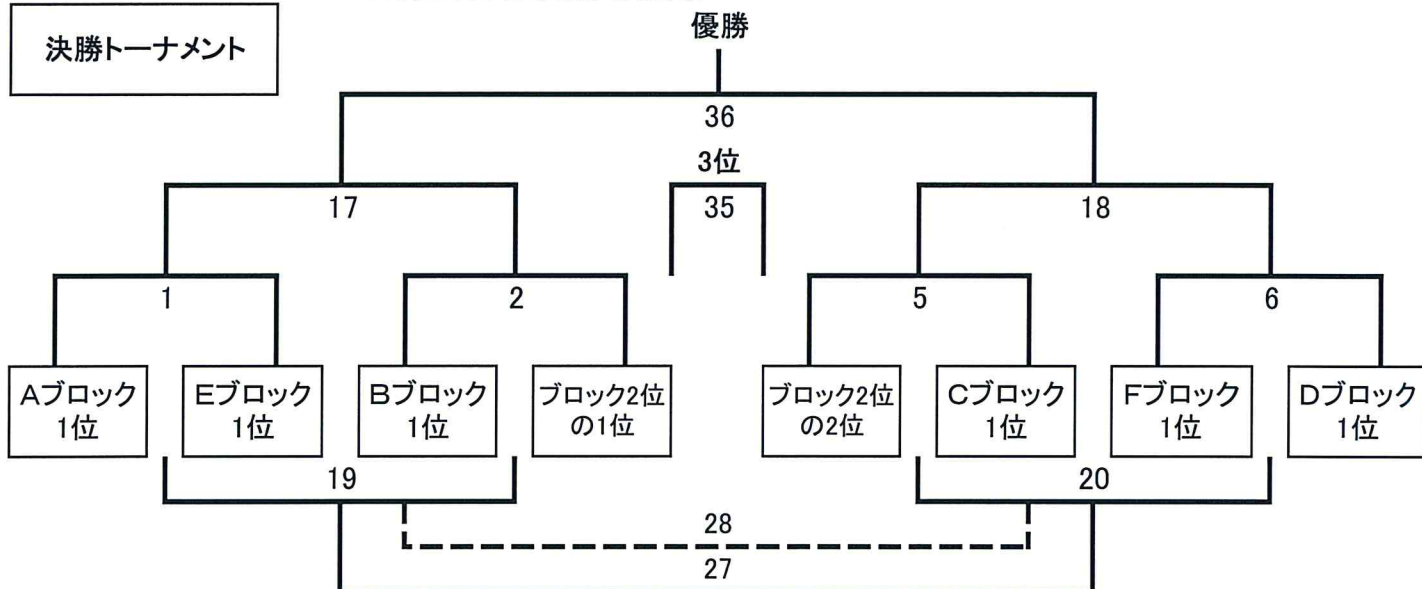 優勝
決勝トーナメント
36
3位
17
35
18
1
2
5
6
Aブロック
1位
Eブロック
1位
Bブロック
1位
ブロック2位
の1位
ブロック2位
の2位
Cブロック
1位
Fブロック
1位
Dブロック
1位
19
20
28
27